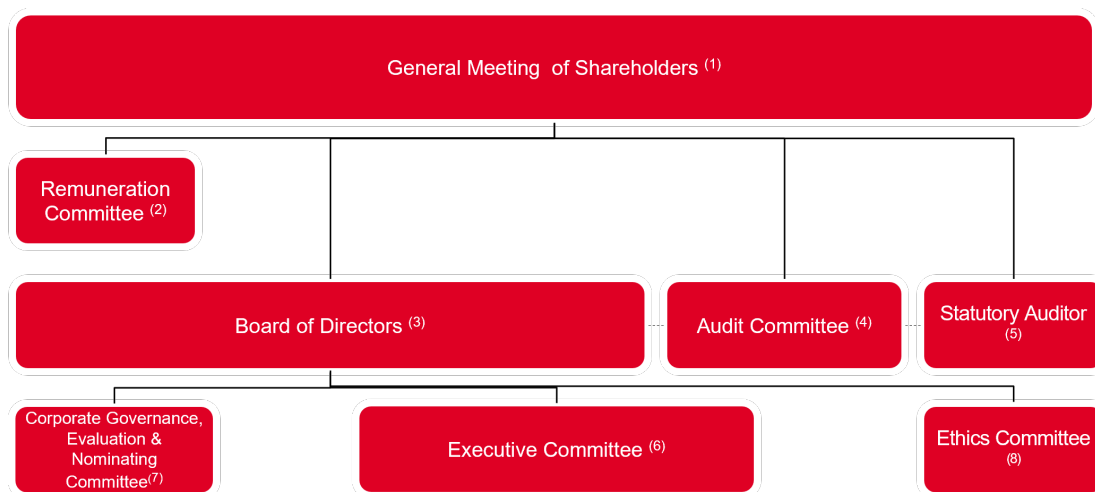 General Meeting of Shareholders (1)
Remuneration
Committee (2)
Board of Directors (3)
Audit Committee (4)
Statutory Auditor
(5)
Corporate Governance,
Evaluation &
Nominating
Committee(7)
Executive Committee (6)
Ethics Committee
(8)